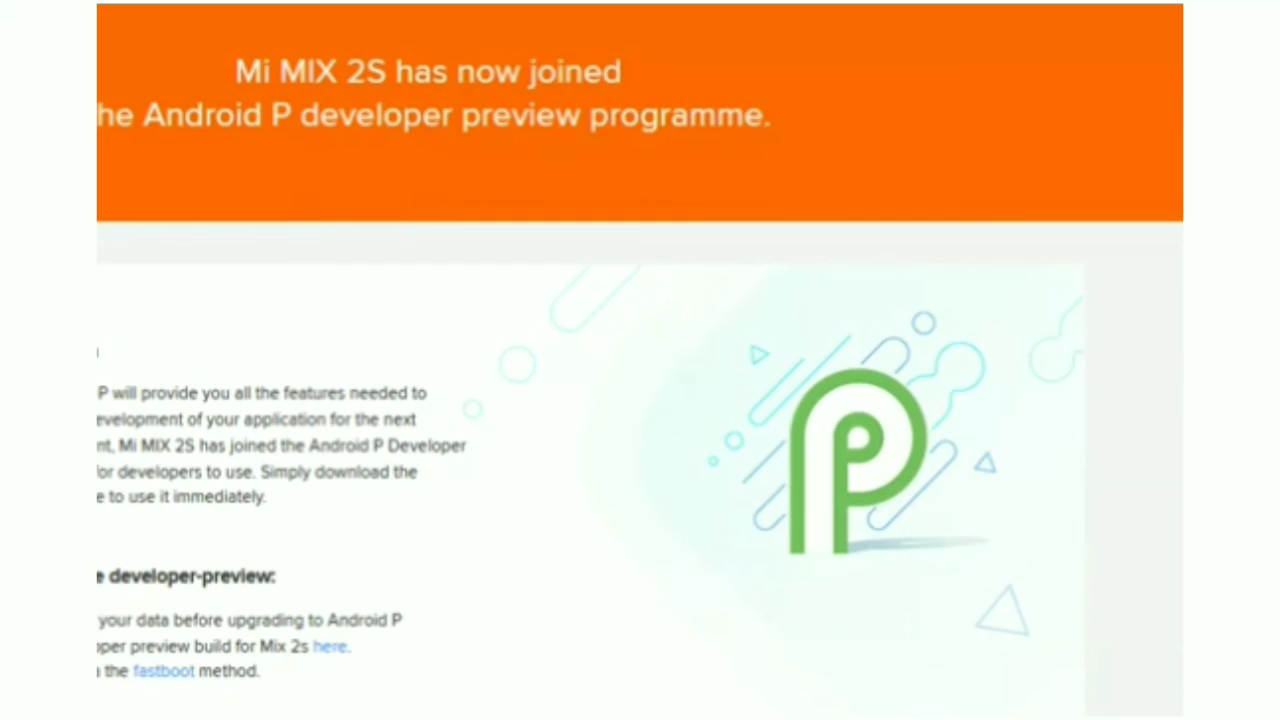 Mi MIX 2S has now joined
he Android P developer preview programme.
P will provide you all the features needed to
evelopment of your application for the next
nt, Mi MIX 2S has joined the Android P Developer
for developers to use. Simply download the
e to use it immediately.
e developer-preview:
your data before upgrading to Android P
oper preview build for Mix 2s here.
the fastboot method.